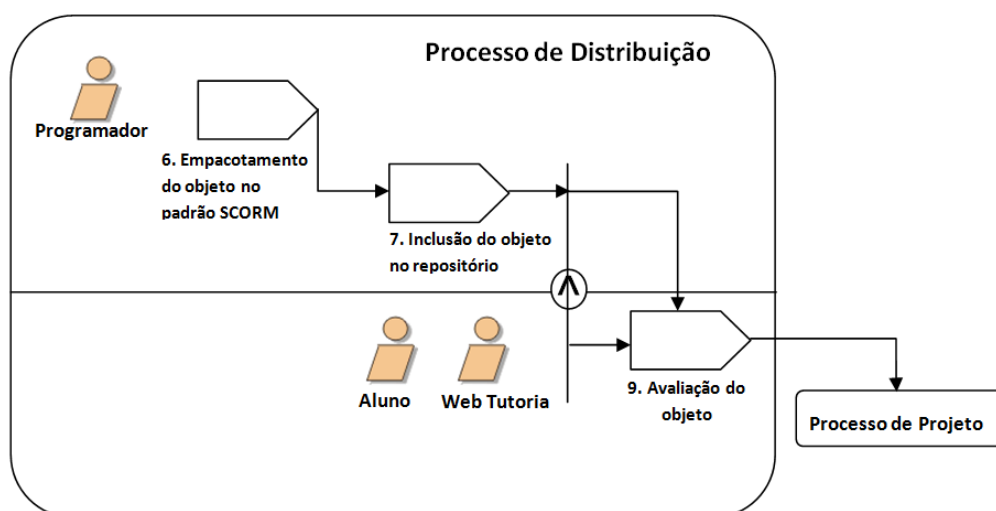 Processo de Distribuição
Programador
6. Empacotamento
do objeto no
padrão SCORM
7. Inclusão do objeto
no repositório
Λ
Aluno
Web Tutoria
9. Avaliação do
objeto
Processo de Projeto